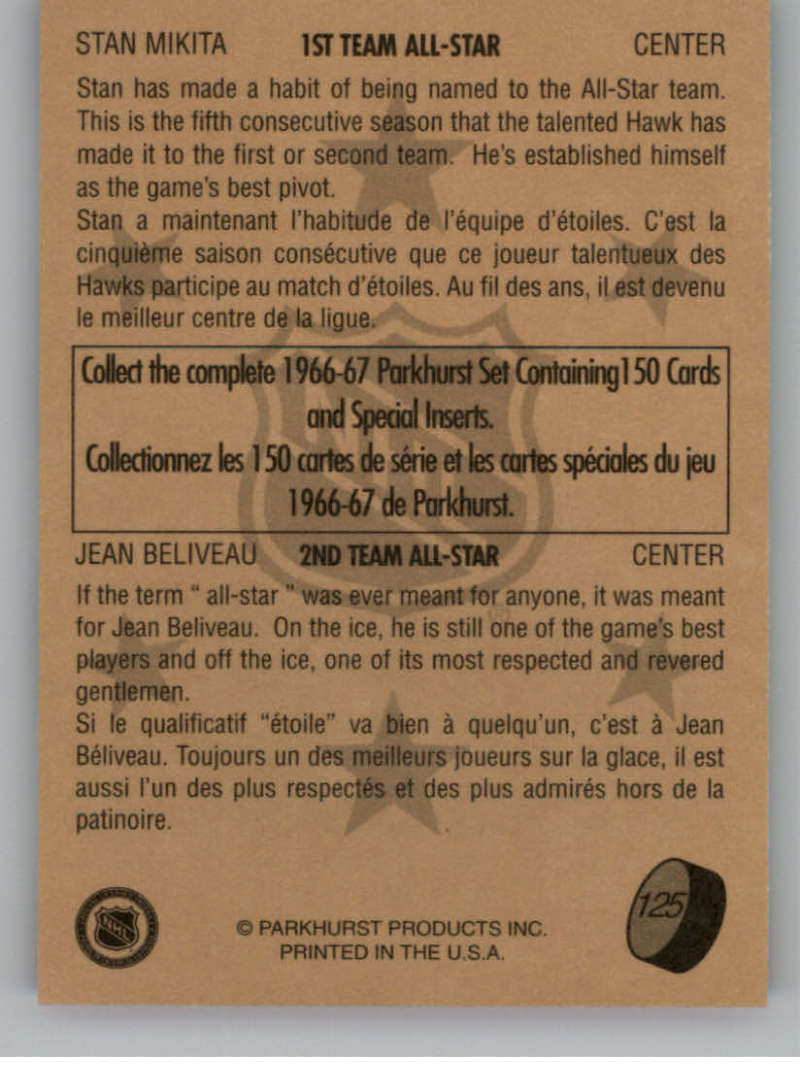 STAN MIKITA 1ST TEAM ALL-STAR CENTER
Stan has made a habit of being named to the All-Star team.
This is the fifth consecutive season that the talented Hawk has
made it to the first or second team. He's established himself
as the game's best pivot.
Stan a maintenant l'habitude de l'équipe d'étoiles. C'est la
cinquième saison consécutive que ce joueur talentueux des
Hawks participe au match d'étoiles. Au fil des ans, il est devenu
le meilleur centre de la ligue.
Collect the complete 1966-67 Parkhurst Set Containing150 Cards
and Special Inserts.
Collectionnez les 150 cartes de série et les cartes spéciales du jeu
1966-67 de Parkhurst.
JEAN BELIVEAU 2ND TEAM ALL-STAR CENTER
If the term " all-star " was ever meant for anyone, it was meant
for Jean Beliveau. On the ice, he is still one of the game's best
players and off the ice, one of its most respected and revered
gentlemen.
Si le qualificatif "étoile" va bien à quelqu'un, c'est à Jean
Béliveau. Toujours un des meilleurs joueurs sur la glace, il est
aussi l'un des plus respectés et des plus admirés hors de la
patinoire.
125
NHL
© PARKHURST PRODUCTS INC.
PRINTED IN THE U.S.A.